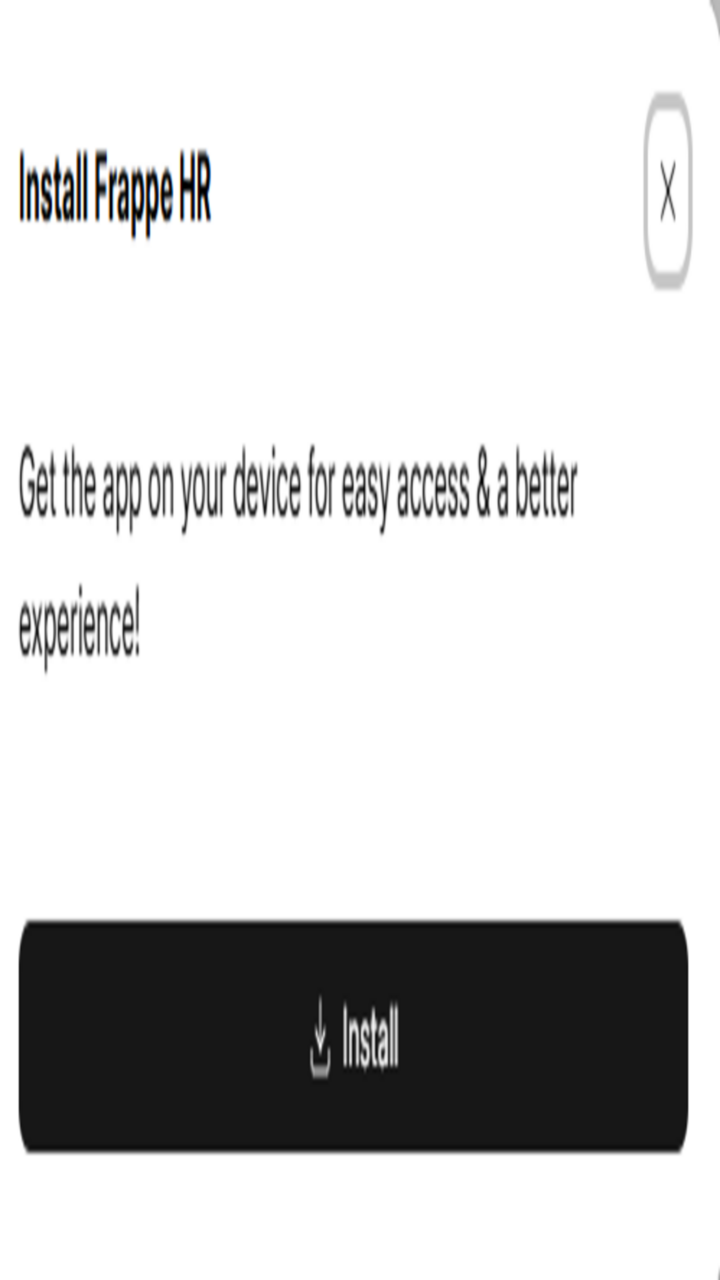 Install Frappe HR
Get the app on your device for easy access & a better
experience!
Install